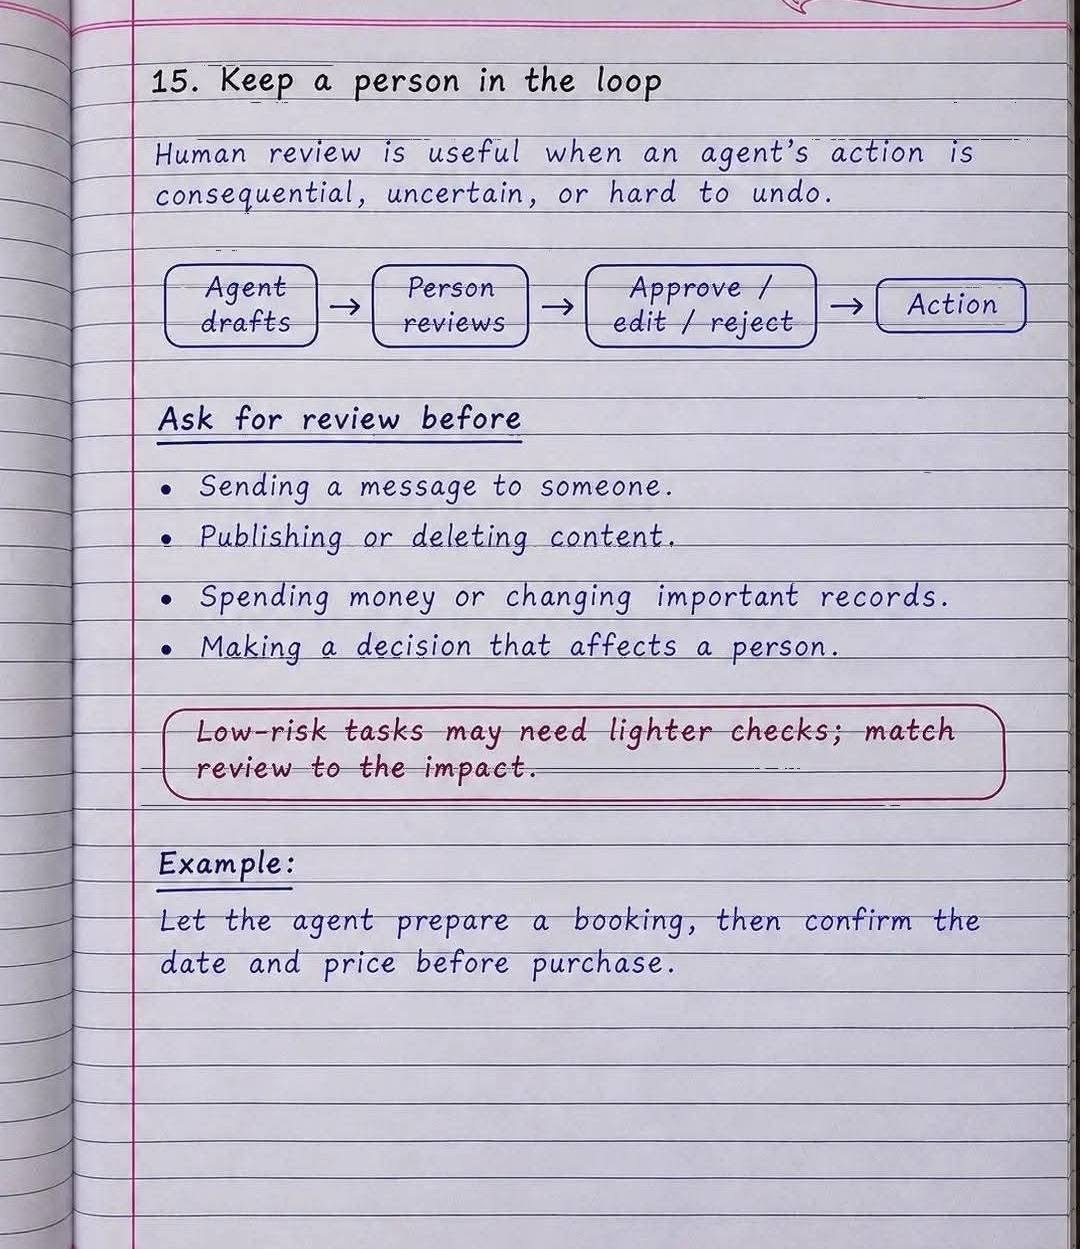 15. Keep a person in the loop
Human review is useful when an agent's action is
consequential, uncertain, or hard to undo.
Agent
drafts
→
Person
reviews
→
Approve /
edit / reject
→
Action
Ask for review before
• Sending a message to someone.
• Publishing or deleting content.
• Spending money or changing important records.
• Making a decision that affects a person.
Low-risk tasks may need lighter checks; match
review to the impact.
Example:
Let the agent prepare a booking, then confirm the
date and price before purchase.